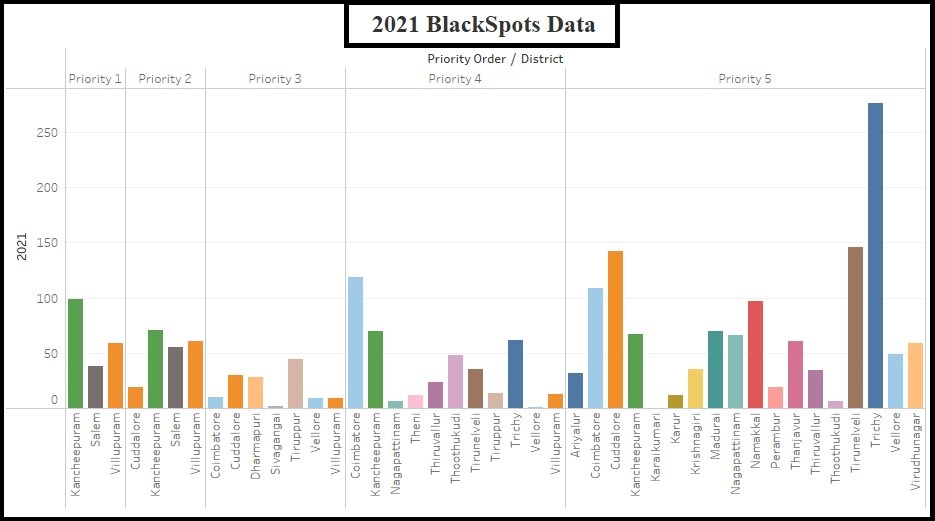 2021 BlackSpots Data
Priority Order / District
Priority 1 Priority 2 Priority 3 Priority 4 Priority 5
2021
250
200
150
100
50
0
Kancheepuram
Salem
Villupuram
Cuddalore
Kancheepuram
Salem
Villupuram
Coimbatore
Cuddalore
Dharmapuri
Sivagangai
Tiruppur
Vellore
Villupuram
Coimbatore
Kancheepuram
Nagapattinam
Theni
Thiruvallur
Thoothukudi
Tirunelveli
Tiruppur
Trichy
Vellore
Villupuram
Ariyalur
Coimbatore
Cuddalore
Kancheepuram
Karaikumari
Karur
Krishnagiri
Madurai
Nagapattinam
Namakkal
Perambur
Thanjavur
Thiruvallur
Thoothukudi
Tirunelveli
Trichy
Vellore
Virudhunagar